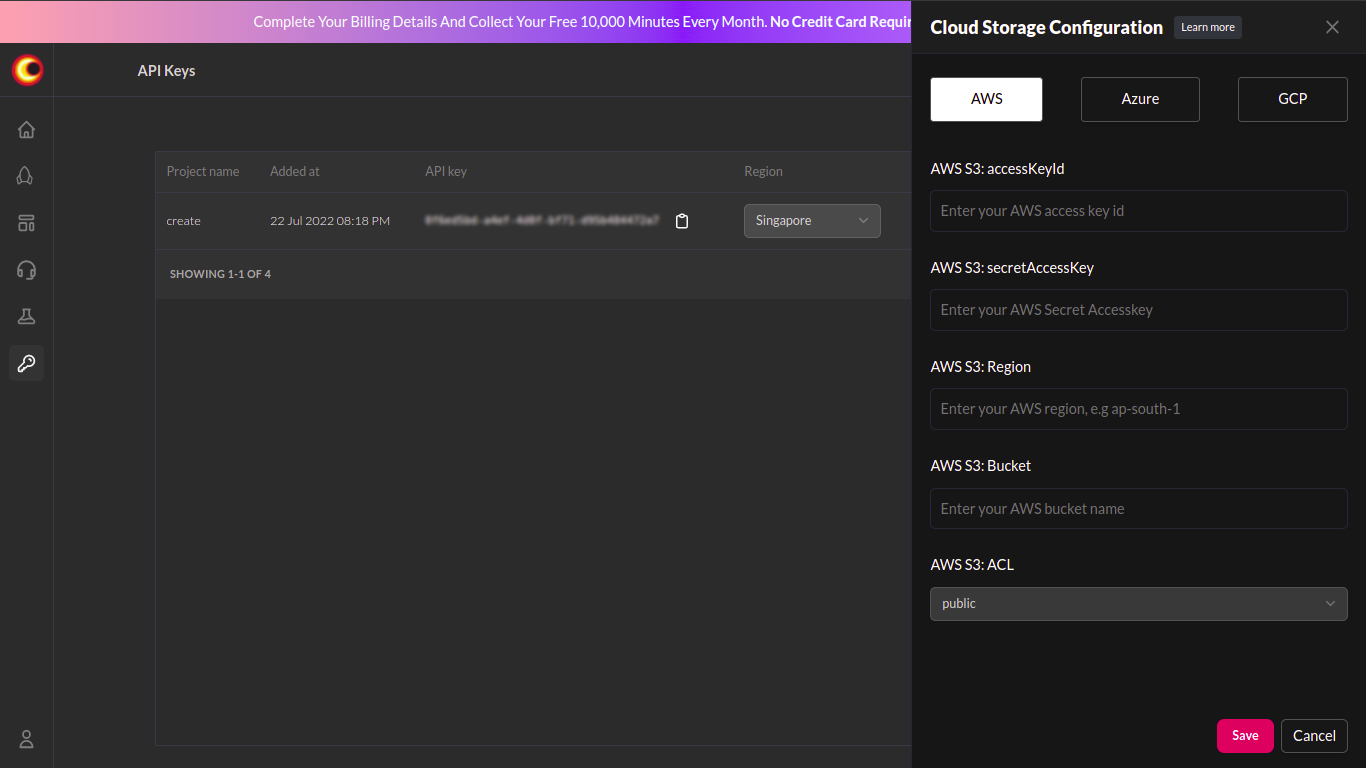 Complete Your Billing Details And Collect Your Free 10,000 Minutes Every Month. No Credit Card
API Keys
Project name Added at API key Region
create 22 Jul 2022 08:18 PM Singapore
SHOWING 1-1 OF 4
Cloud Storage Configuration Learn more
AWS Azure GCP
AWS S3: accessKeyId
Enter your AWS access key id
AWS S3: secretAccessKey
Enter your AWS Secret Accesskey
AWS S3: Region
Enter your AWS region, e.g ap-south-1
AWS S3: Bucket
Enter your AWS bucket name
AWS S3: ACL
public
Save Cancel